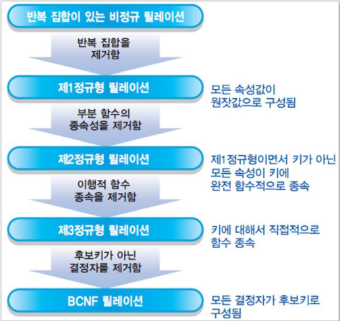 반복 집합이 있는 비정규 릴레이션
반복 집합을
제거함
제1정규형 릴레이션
모든 속성값이
원잣값으로 구성됨
부분 함수의
종속성을 제거함
제2정규형 릴레이션
제1정규형이면서 키가 아닌
모든 속성이 키에
완전 함수적으로 종속
이행적 함수
종속을 제거함
제3정규형 릴레이션
키에 대해서 직접적으로
함수 종속
후보키가 아닌
결정자를 제거함
BCNF 릴레이션
모든 결정자가 후보키로
구성됨